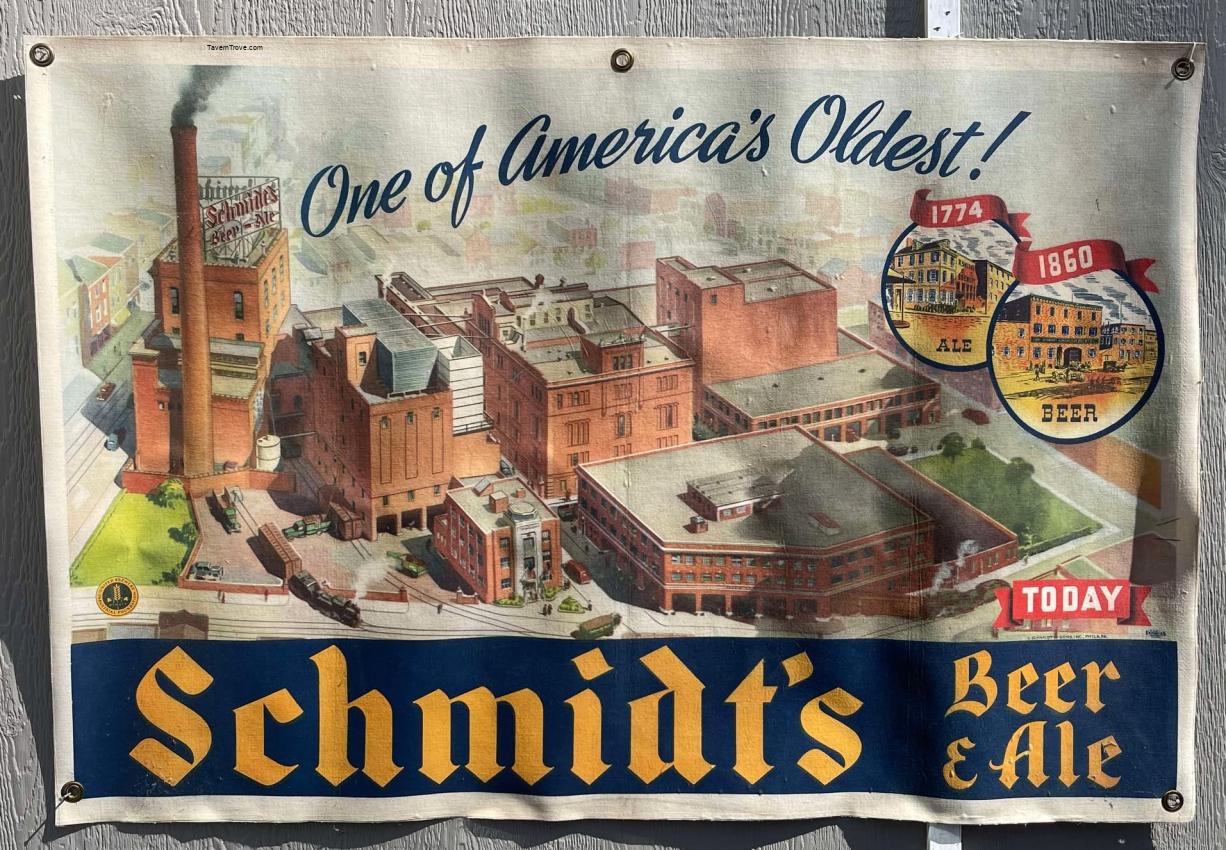 TavernTrove.com
One of America's Oldest!
Schmidt's
Beer - Ale
1774
ALE
1860
BEER
TODAY
Schmidt's
Beer
& Ale